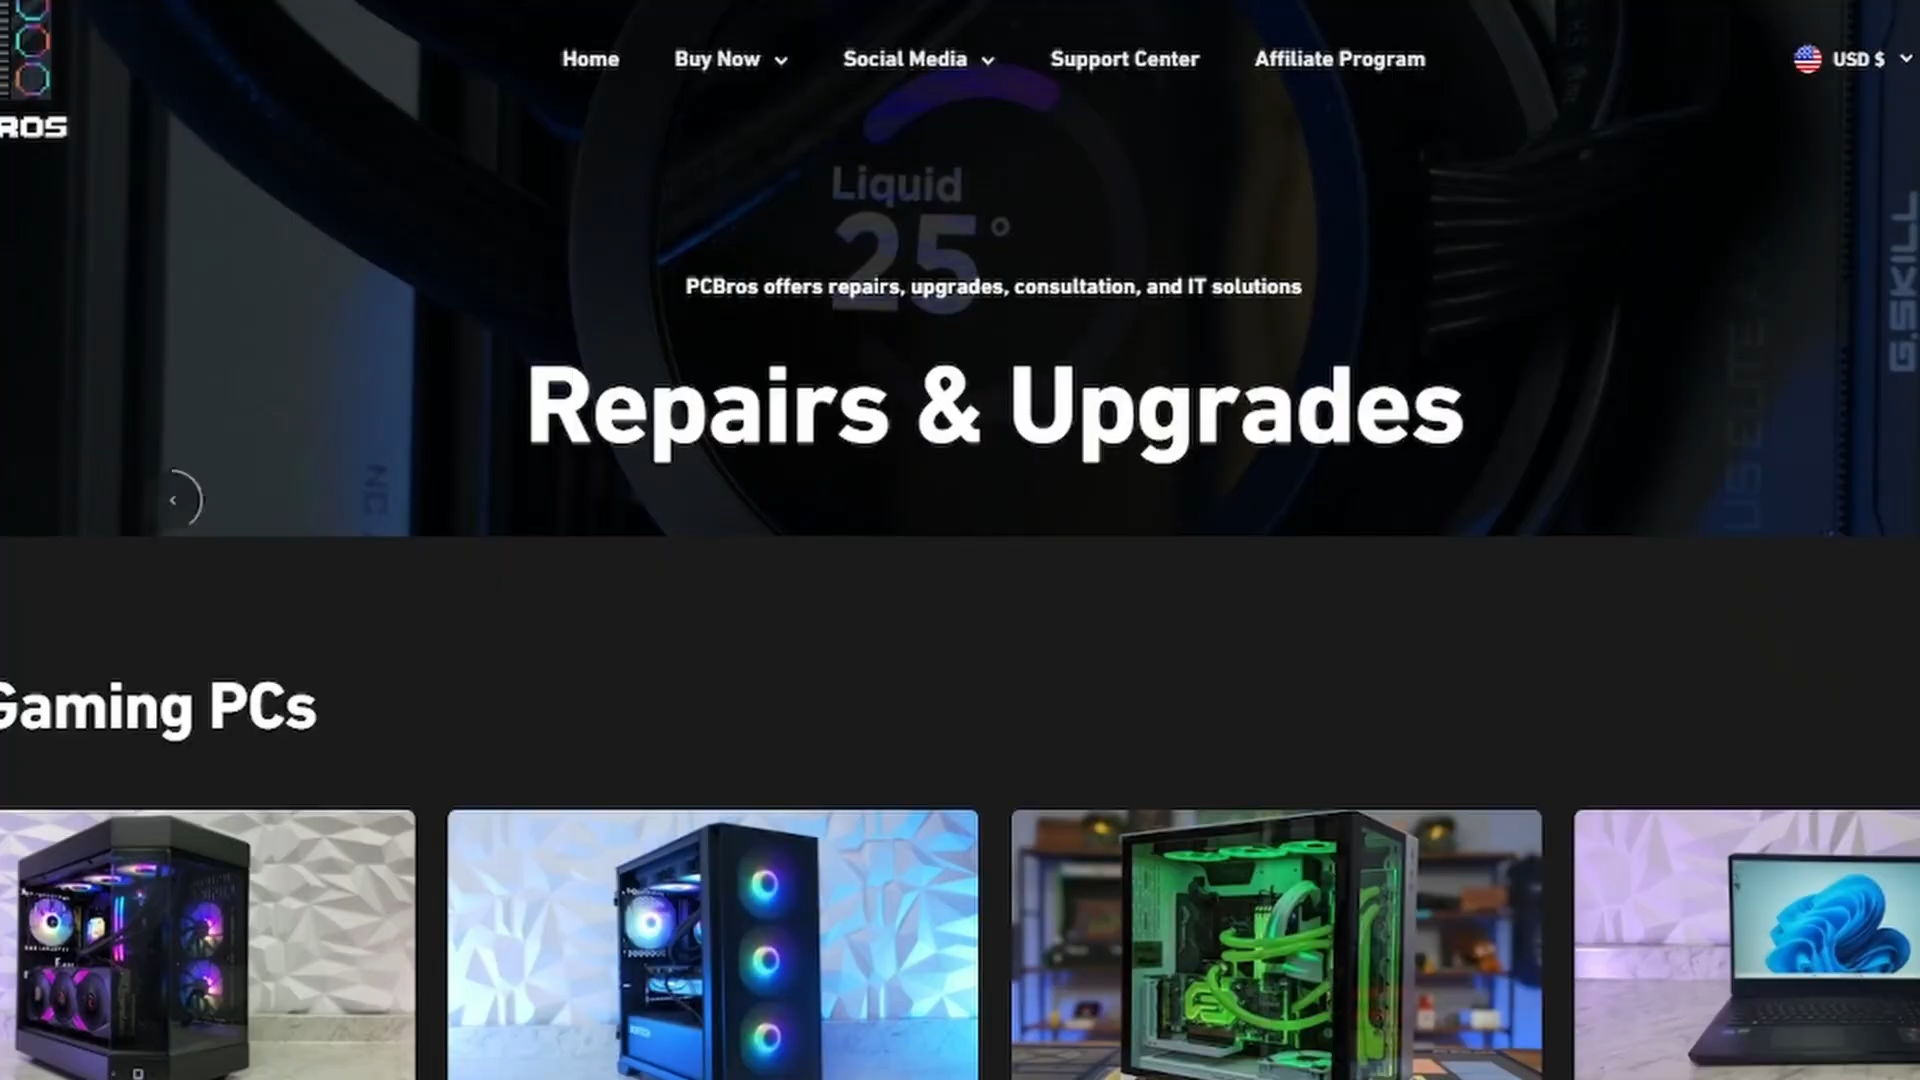 ROS
Home
Buy Now
Social Media
Support Center
Affiliate Program
USD $
Liquid
25°
PCBros offers repairs, upgrades, consultation, and IT solutions
Repairs & Upgrades
G.SKILL
Gaming PCs